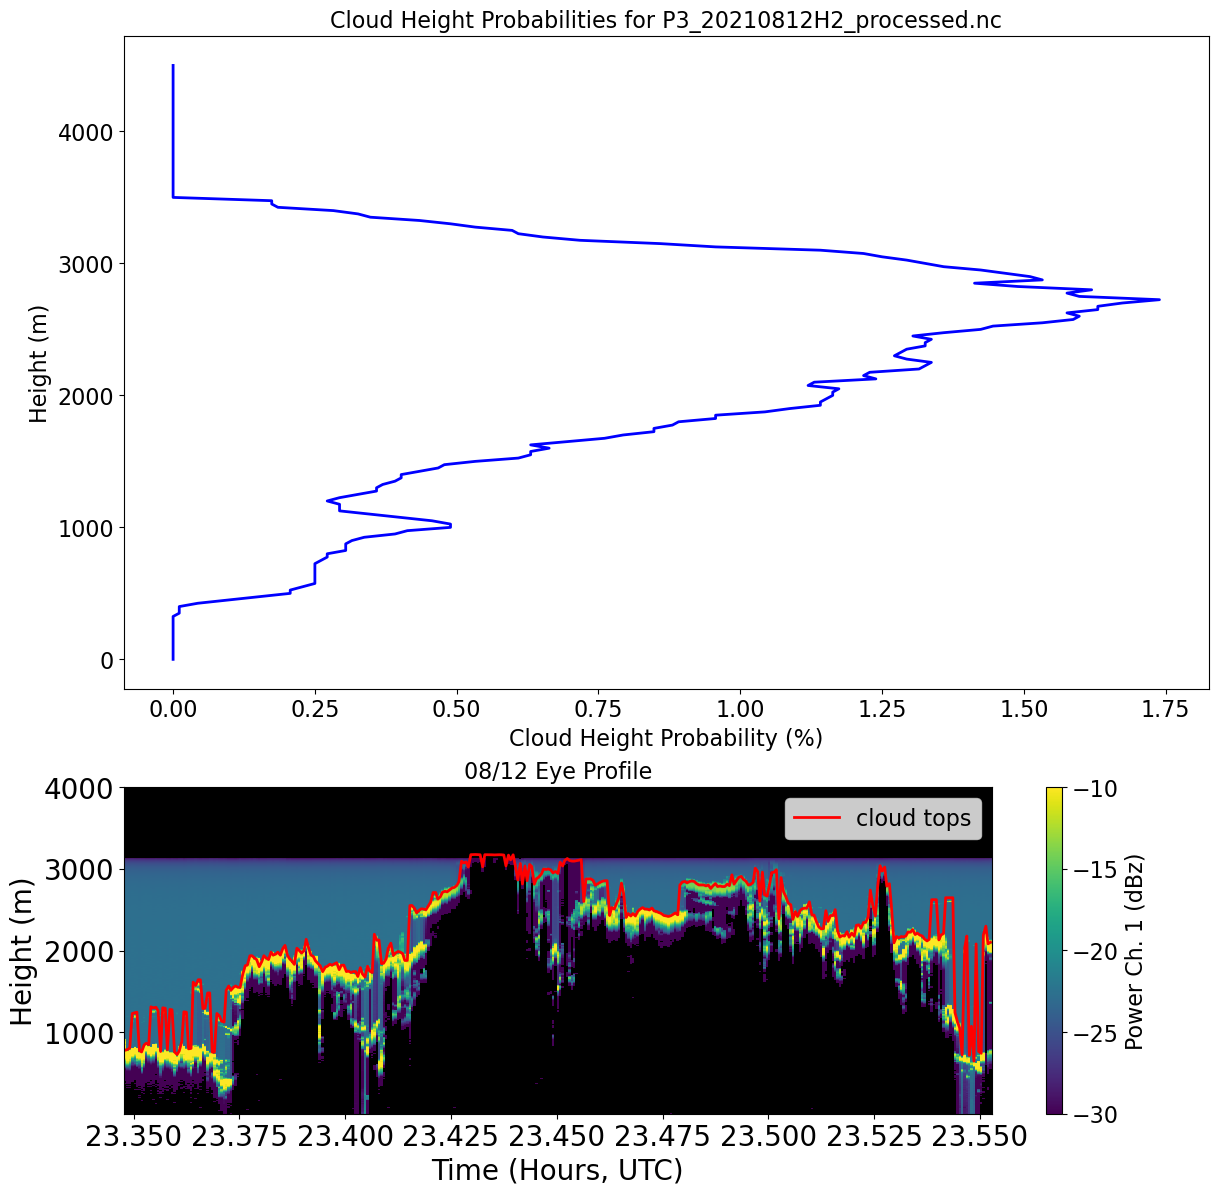 Cloud Height Probabilities for P3_20210812H2_processed.nc
4000
3000
2000
1000
0
Height (m)
0.00 0.25 0.50 0.75 1.00 1.25 1.50 1.75
Cloud Height Probability (%)
08/12 Eye Profile
4000
3000
2000
1000
Height (m)
cloud tops
23.350 23.375 23.400 23.425 23.450 23.475 23.500 23.525 23.550
Time (Hours, UTC)
−10
−15
−20
−25
−30
Power Ch. 1 (dBz)